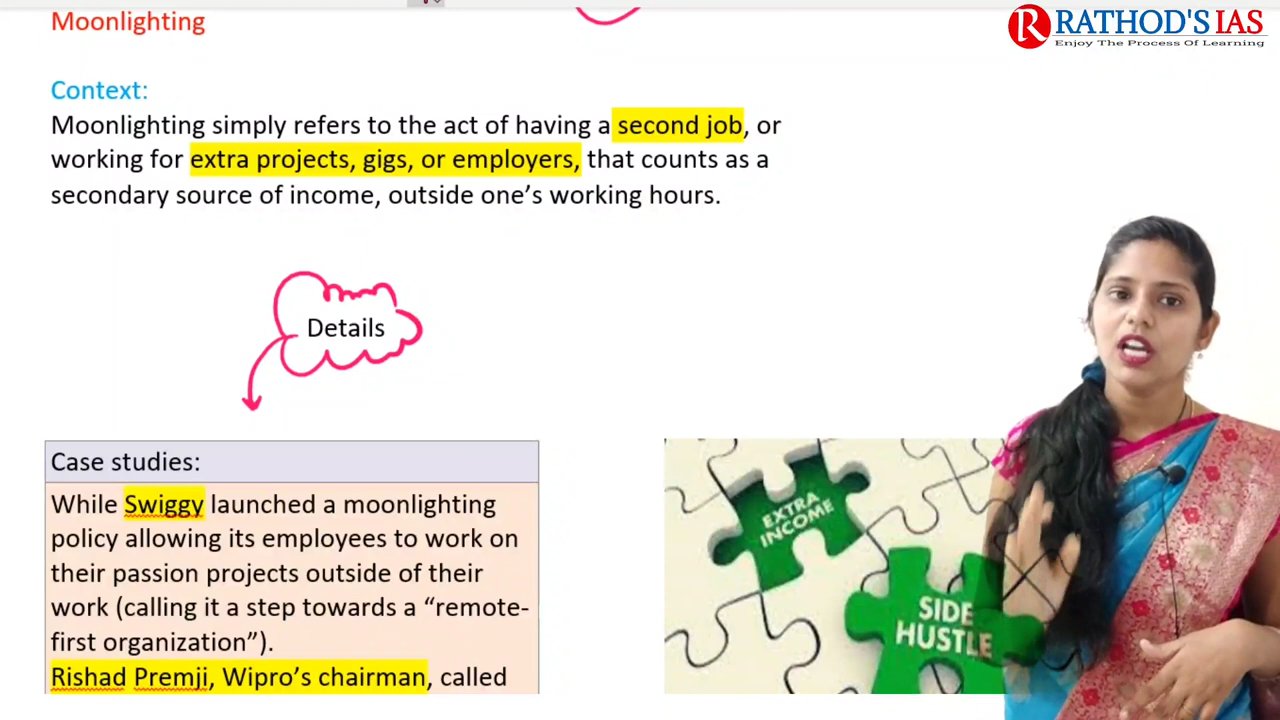 Moonlighting
RATHOD'S IAS
Enjoy The Process Of Learning
Context:
Moonlighting simply refers to the act of having a second job, or
working for extra projects, gigs, or employers, that counts as a
secondary source of income, outside one's working hours.
Details
Case studies:
While Swiggy launched a moonlighting
policy allowing its employees to work on
their passion projects outside of their
work (calling it a step towards a “remote-
first organization”).
Rishad Premji, Wipro's chairman, called
EXTRA
INCOME
SIDE
HUSTLE